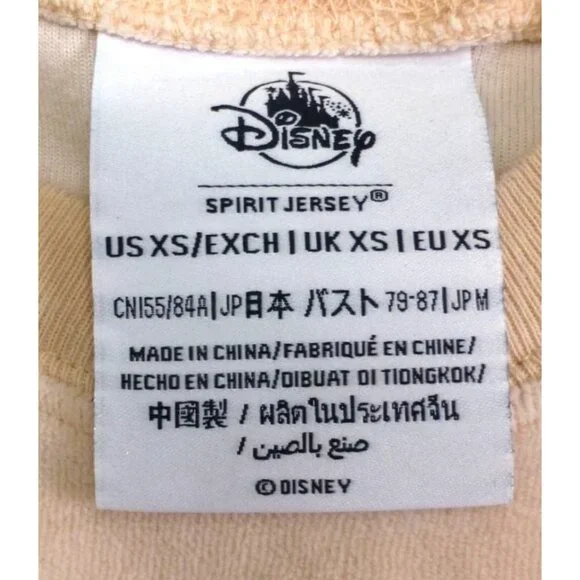 Disney
SPIRIT JERSEY®
US XS/EXCH | UK XS | EU XS
CN155/84A|JP日本 バスト 79-87|JP M
MADE IN CHINA/FABRIQUÉ EN CHINE/
HECHO EN CHINA/DIBUAT DI TIONGKOK/
中國製 / ผลิตในประเทศจีน
/ صنع بالصين
© DISNEY